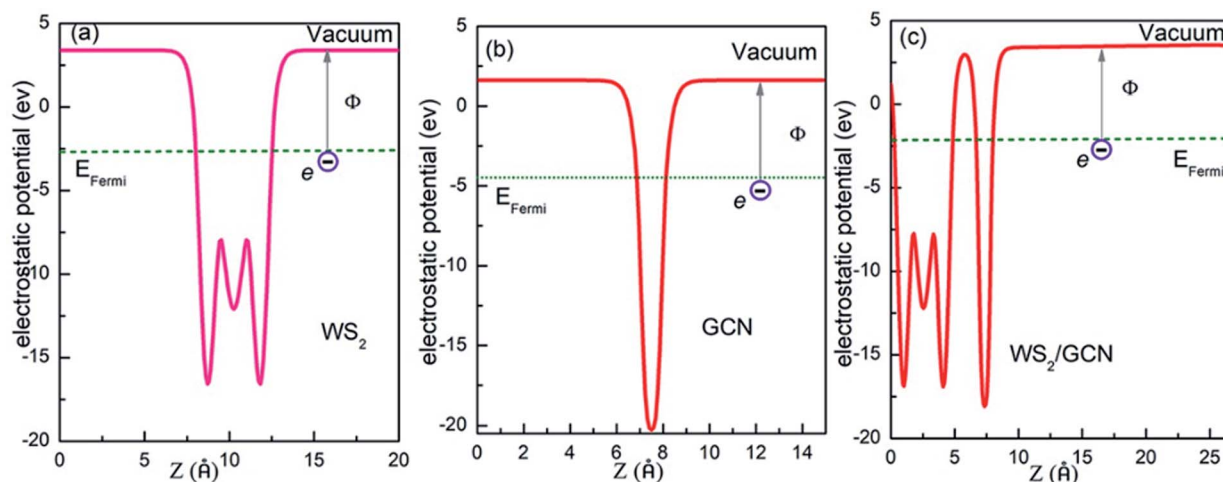 (a)
Vacuum
Φ
e
E_Fermi
WS₂
electrostatic potential (ev)
5
0
-5
-10
-15
-20
0 5 10 15 20
Z (Å)
(b)
Vacuum
Φ
e
E_Fermi
GCN
electrostatic potential (ev)
5
0
-5
-10
-15
-20
0 2 4 6 8 10 12 14
Z (Å)
(c)
Vacuum
Φ
e
E_Fermi
WS₂/GCN
electrostatic potential (ev)
5
0
-5
-10
-15
-20
0 5 10 15 20 25
Z (Å)